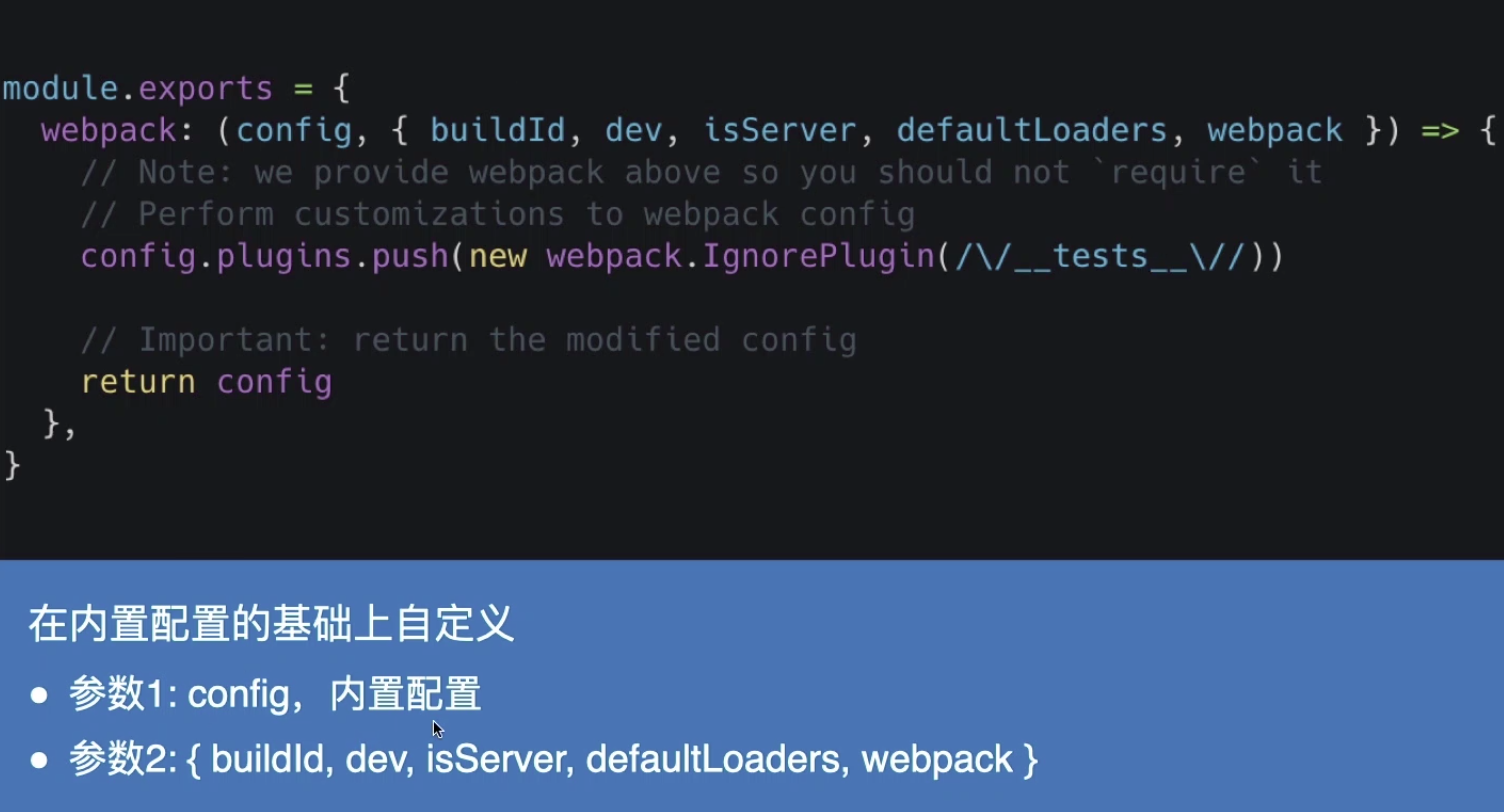 module.exports = {
webpack: (config, { buildId, dev, isServer, defaultLoaders, webpack }) => {
// Note: we provide webpack above so you should not `require` it
// Perform customizations to webpack config
config.plugins.push(new webpack.IgnorePlugin(/\/__tests__\//))
// Important: return the modified config
return config
},
}
在内置配置的基础上自定义
• 参数1: config，内置配置
• 参数2: { buildId, dev, isServer, defaultLoaders, webpack }